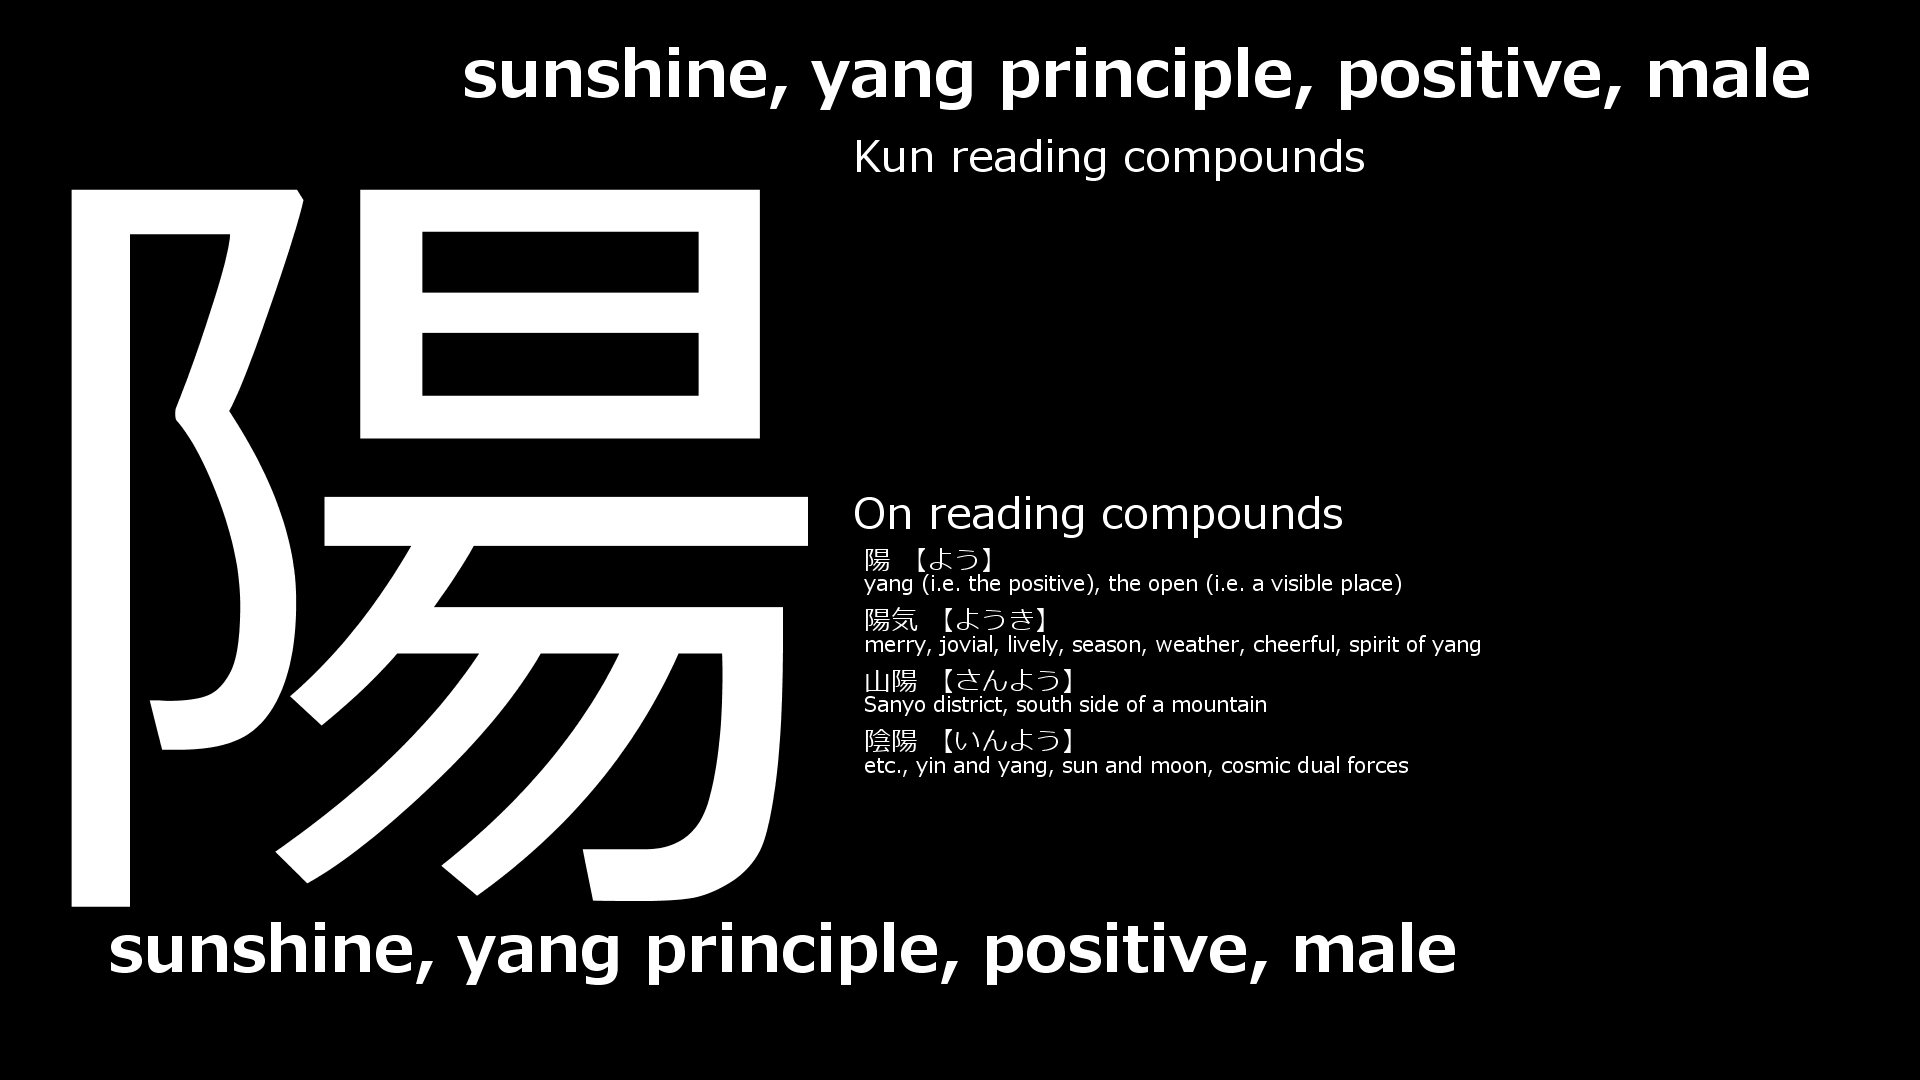 sunshine, yang principle, positive, male
Kun reading compounds
陽
On reading compounds
陽 【よう】
yang (i.e. the positive), the open (i.e. a visible place)
陽気 【ようき】
merry, jovial, lively, season, weather, cheerful, spirit of yang
山陽 【さんよう】
Sanyo district, south side of a mountain
陰陽 【いんよう】
etc., yin and yang, sun and moon, cosmic dual forces
sunshine, yang principle, positive, male